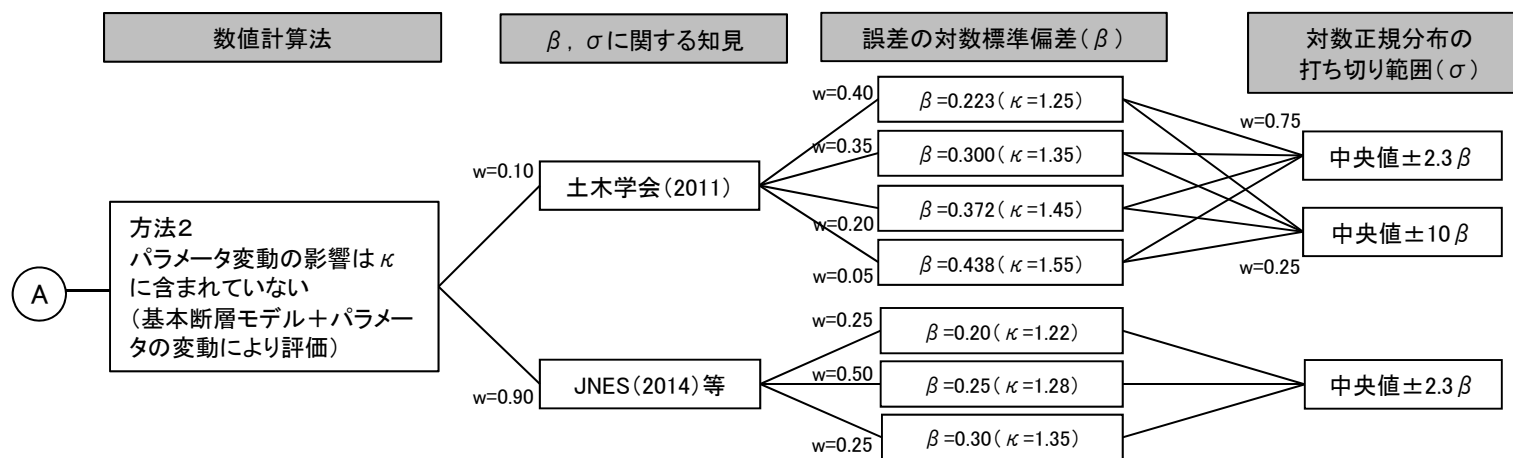 数値計算法
β, σに関する知見
誤差の対数標準偏差(β)
対数正規分布の
打ち切り範囲(σ)
A
方法2
パラメータ変動の影響はκ
に含まれていない
(基本断層モデル+パラメー
タの変動により評価)
w=0.10
土木学会(2011)
w=0.90
JNES(2014)等
w=0.40
β=0.223(κ=1.25)
w=0.35
β=0.300(κ=1.35)
w=0.20
β=0.372(κ=1.45)
w=0.05
β=0.438(κ=1.55)
w=0.25
β=0.20(κ=1.22)
w=0.50
β=0.25(κ=1.28)
w=0.25
β=0.30(κ=1.35)
w=0.75
中央値±2.3β
中央値±10β
w=0.25
中央値±2.3β